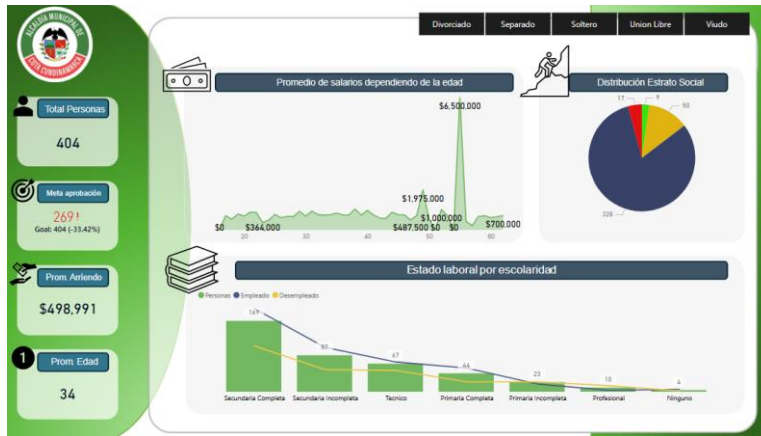 ALCALDÍA MUNICIPAL DE
COTA CUNDINAMARCA
Divorciado Separado Soltero Union Libre Viudo
Total Personas
404
Meta aprobación
269!
Goal: 404 (-33.42%)
Prom. Arriendo
$498,991
1 Prom. Edad
34
Promedio de salarios dependiendo de la edad
$6,500,000
$1,975,000
$1,000,000
$0 $364,000 $487,500 $0 $0 $700,000
20 30 40 50 60
Distribución Estrato Social
17 9 50
328
Estado laboral por escolaridad
Personas Empleado Desempleado
169 67 44 23 10 4
Secundaria Completa Secundaria Incompleta Tecnico Primaria Completa Primaria Incompleta Profesional Ninguno